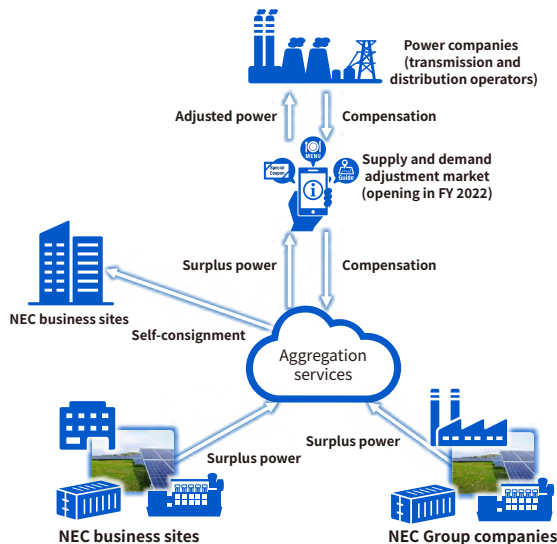 Power companies
(transmission and
distribution operators)
Adjusted power
Compensation
Special
Coupon
MENU
Guide
Supply and demand
adjustment market
(opening in FY 2022)
Surplus power
Compensation
NEC business sites
Self-consignment
Aggregation
services
Surplus power
Surplus power
NEC business sites
NEC Group companies